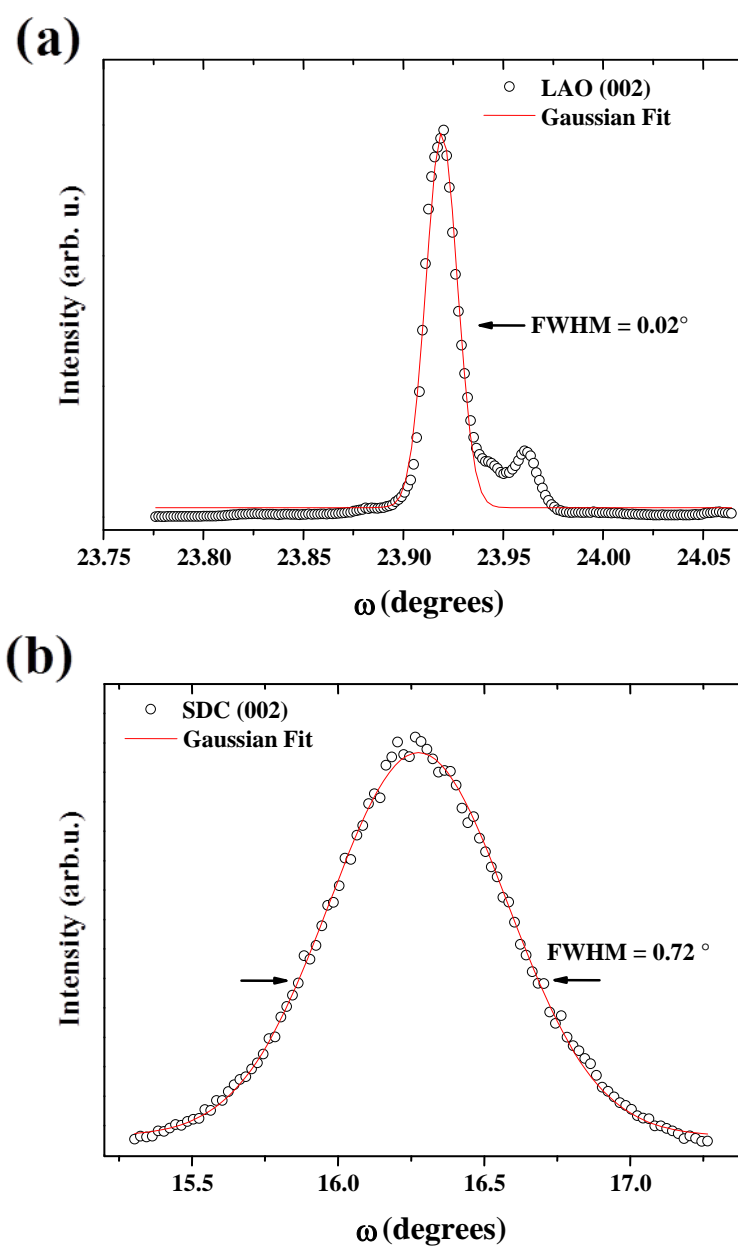 (a)
LAO (002)
Gaussian Fit
Intensity (arb. u.)
FWHM = 0.02°
23.75 23.80 23.85 23.90 23.95 24.00 24.05
ω (degrees)
(b)
SDC (002)
Gaussian Fit
Intensity (arb.u.)
FWHM = 0.72 °
15.5 16.0 16.5 17.0
ω (degrees)